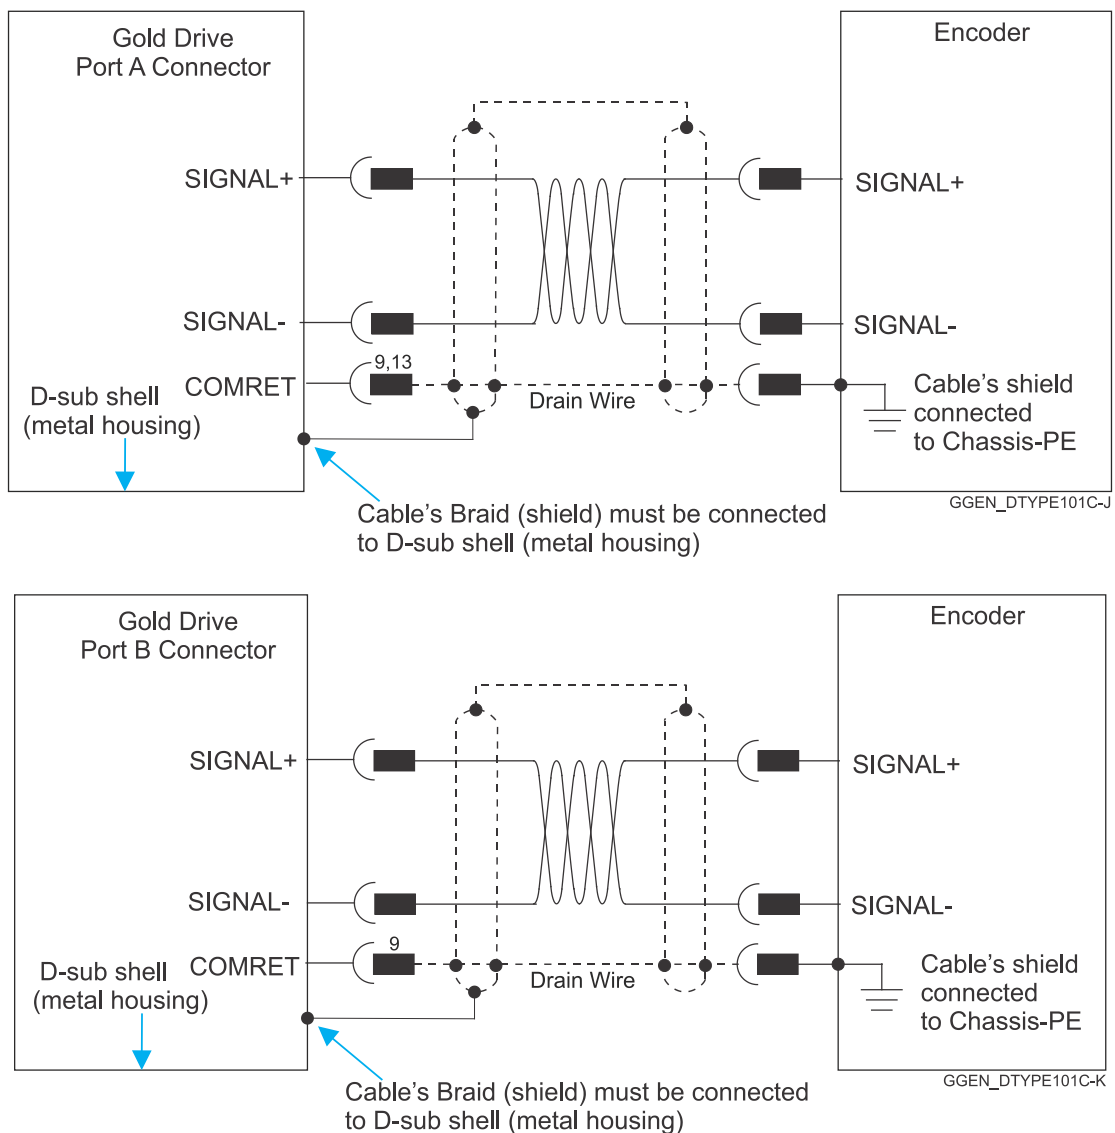 Gold Drive
Port A Connector
Encoder
SIGNAL+
SIGNAL+
SIGNAL-
SIGNAL-
9,13
COMRET
Drain Wire
D-sub shell
(metal housing)
Cable's shield
connected
to Chassis-PE
GGEN_DTYPE101C-J
Cable's Braid (shield) must be connected
to D-sub shell (metal housing)
Gold Drive
Port B Connector
Encoder
SIGNAL+
SIGNAL+
SIGNAL-
SIGNAL-
9
COMRET
Drain Wire
D-sub shell
(metal housing)
Cable's shield
connected
to Chassis-PE
GGEN_DTYPE101C-K
Cable's Braid (shield) must be connected
to D-sub shell (metal housing)